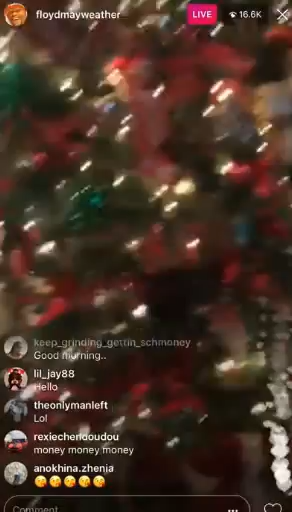 floydmayweather
LIVE
16.6K
keep_grinding_gettin_schmoney
Good morning..
lil_jay88
Hello
theonlymanleft
Lol
rexiechendoudou
money money money
anokhina.zhenja
Comment